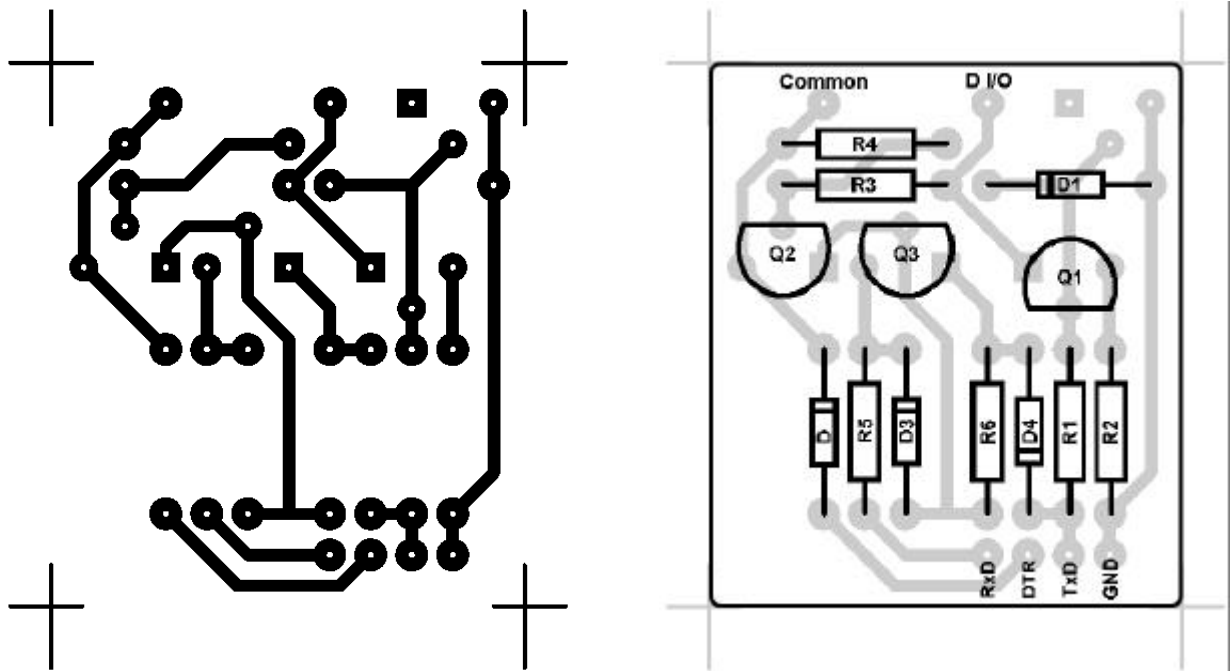 Common D I/O
R4
R3 D1
Q2 Q3 Q1
D R5 D3 R6 D4 R1 R2
RxD DTR TxD GND